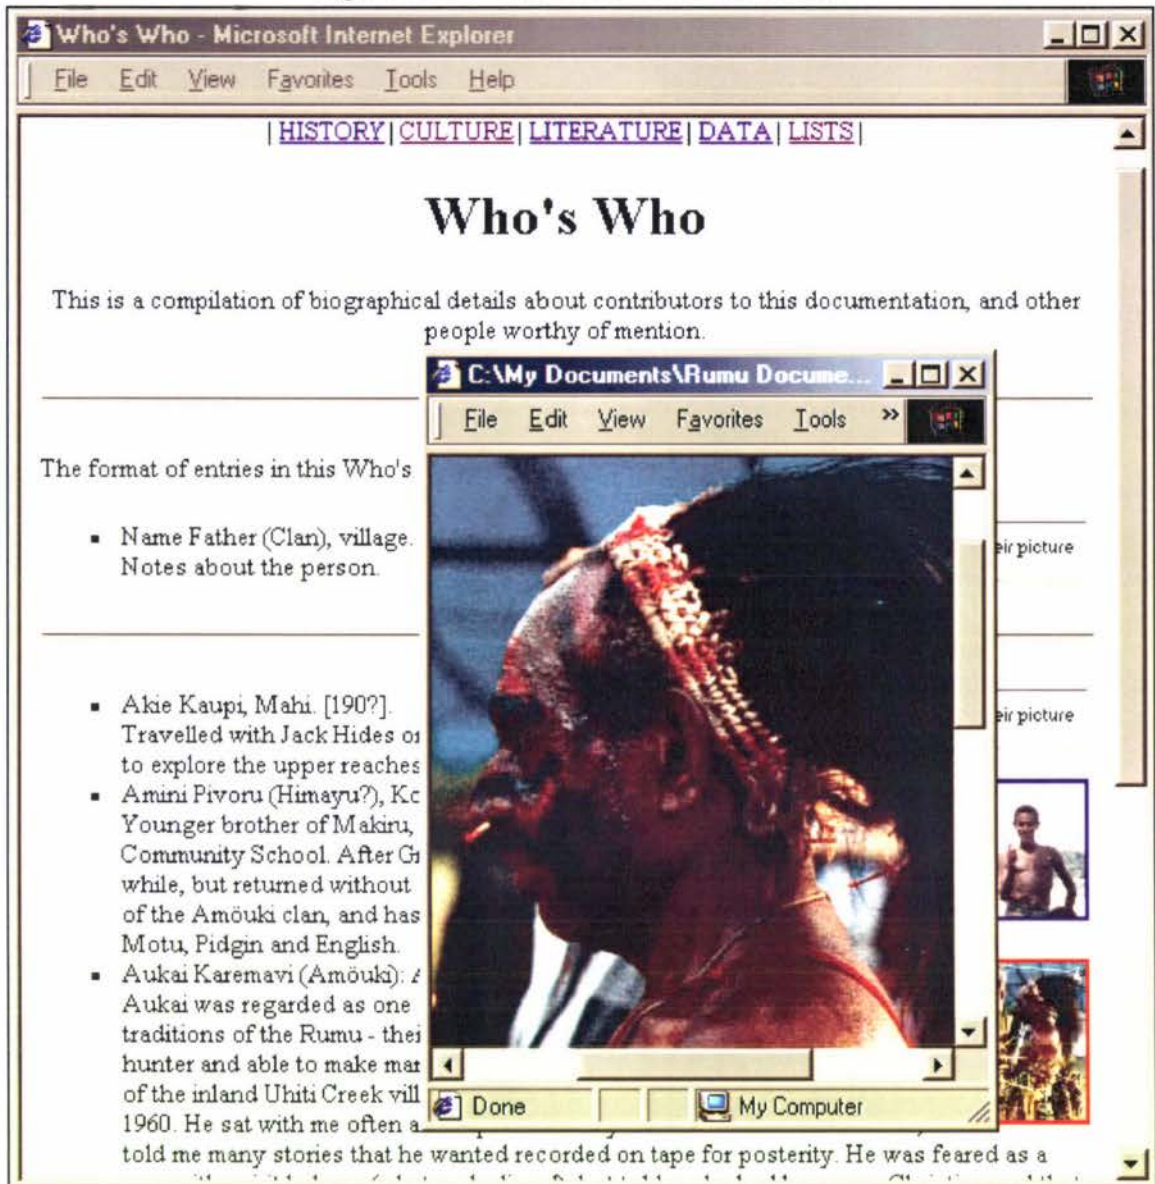 Who's Who - Microsoft Internet Explorer
File Edit View Favorites Tools Help
| HISTORY | CULTURE | LITERATURE | DATA | LISTS |
Who's Who
This is a compilation of biographical details about contributors to this documentation, and other
people worthy of mention.
C:\My Documents\Rumu Docume...
File Edit View Favorites Tools »
The format of entries in this Who's
Name Father (Clan), village.
Notes about the person.
picture
Akie Kaupi, Mahi. [190?].
Travelled with Jack Hides
to explore the upper reaches
picture
Amini Pivoru (Himayu?),
Younger brother of Makiru,
Community School. After
while, but returned without
of the Amöuki clan, and has
Motu, Pidgin and English.
Aukai Karemavi (Amöuki):
Aukai was regarded as one
traditions of the Rumu -
hunter and able to make
of the inland Uhiti Creek
1960. He sat with me often
told me many stories that he wanted recorded on tape for posterity. He was feared as a
Done My Computer